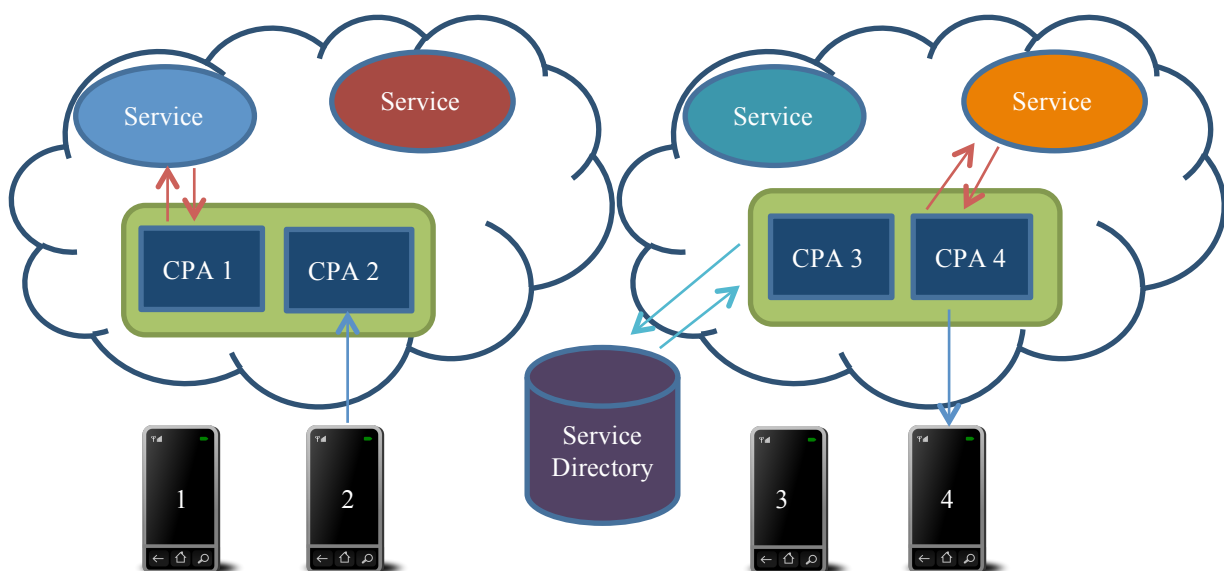 Service
Service
Service
Service
CPA 1
CPA 2
CPA 3
CPA 4
Service
Directory
1
2
3
4